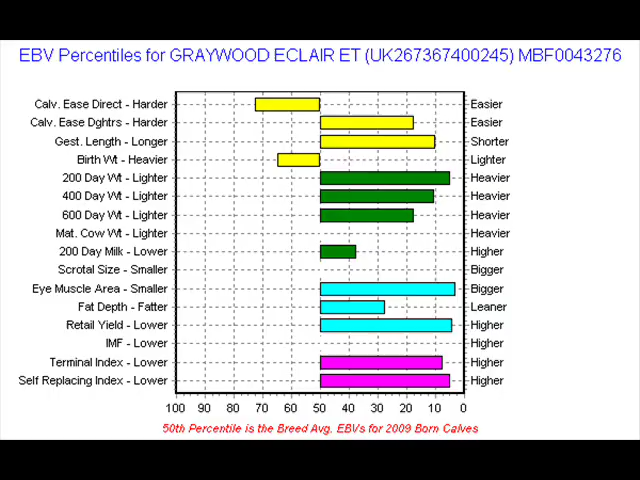 EBV Percentiles for GRAYWOOD ECLAIR ET (UK267367400245) MBF0043276
Calv. Ease Direct - Harder Easier
Calv. Ease Dghtrs - Harder Easier
Gest. Length - Longer Shorter
Birth Wt - Heavier Lighter
200 Day Wt - Lighter Heavier
400 Day Wt - Lighter Heavier
600 Day Wt - Lighter Heavier
Mat. Cow Wt - Lighter Heavier
200 Day Milk - Lower Higher
Scrotal Size - Smaller Bigger
Eye Muscle Area - Smaller Bigger
Fat Depth - Fatter Leaner
Retail Yield - Lower Higher
IMF - Lower Higher
Terminal Index - Lower Higher
Self Replacing Index - Lower Higher
100 90 80 70 60 50 40 30 20 10 0
50th Percentile is the Breed Avg. EBVs for 2009 Born Calves